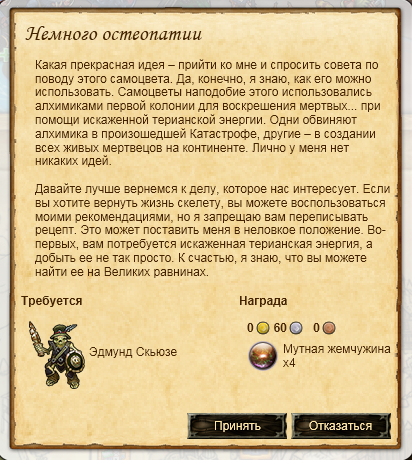 Немного остеопатии
Какая прекрасная идея – прийти ко мне и спросить совета по
поводу этого самоцвета. Да, конечно, я знаю, как его можно
использовать. Самоцветы наподобие этого использовались
алхимиками первой колонии для воскрешения мертвых... при
помощи искаженной терианской энергии. Одни обвиняют
алхимика в произошедшей Катастрофе, другие – в создании
всех живых мертвецов на континенте. Лично у меня нет
никаких идей.
Давайте лучше вернемся к делу, которое нас интересует. Если
вы хотите вернуть жизнь скелету, вы можете воспользоваться
моими рекомендациями, но я запрещаю вам переписывать
рецепт. Это может поставить меня в неловкое положение. Во-
первых, вам потребуется искаженная терианская энергия, а
добыть ее не так просто. К счастью, я знаю, что вы можете
найти ее на Великих равнинах.
Требуется
Награда
0 60 0
Эдмунд Скьюзе
Мутная жемчужина
x4
Принять
Отказаться